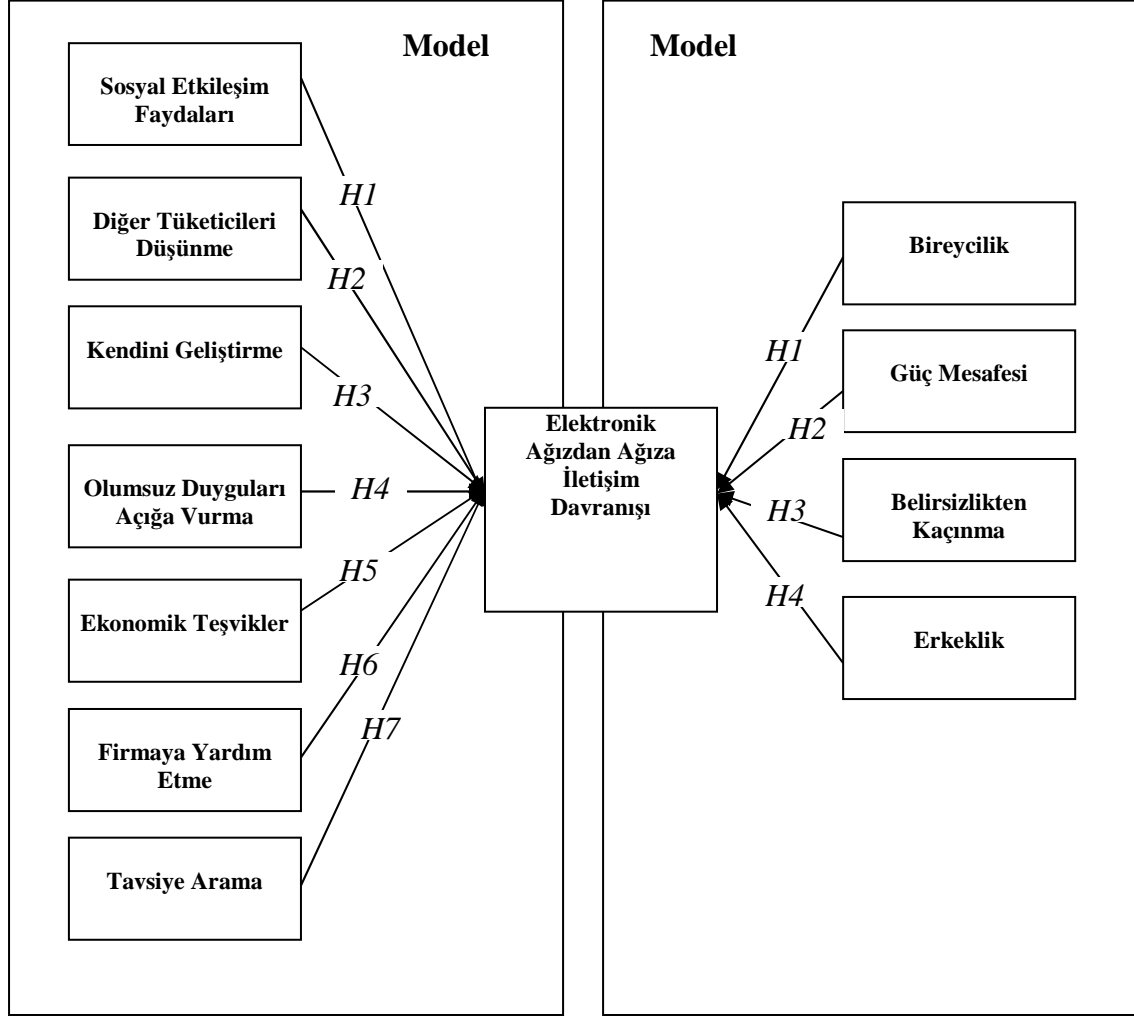 Model
Sosyal Etkileşim
Faydaları
H1
Diğer Tüketicileri
Düşünme
H2
Kendini Geliştirme
H3
Olumsuz Duyguları
Açığa Vurma
H4
Ekonomik Teşvikler
H5
Firmaya Yardım
Etme
H6
Tavsiye Arama
H7
Elektronik
Ağızdan Ağıza
İletişim
Davranışı
Model
Bireycilik
H1
Güç Mesafesi
H2
Belirsizlikten
Kaçınma
H3
Erkeklik
H4